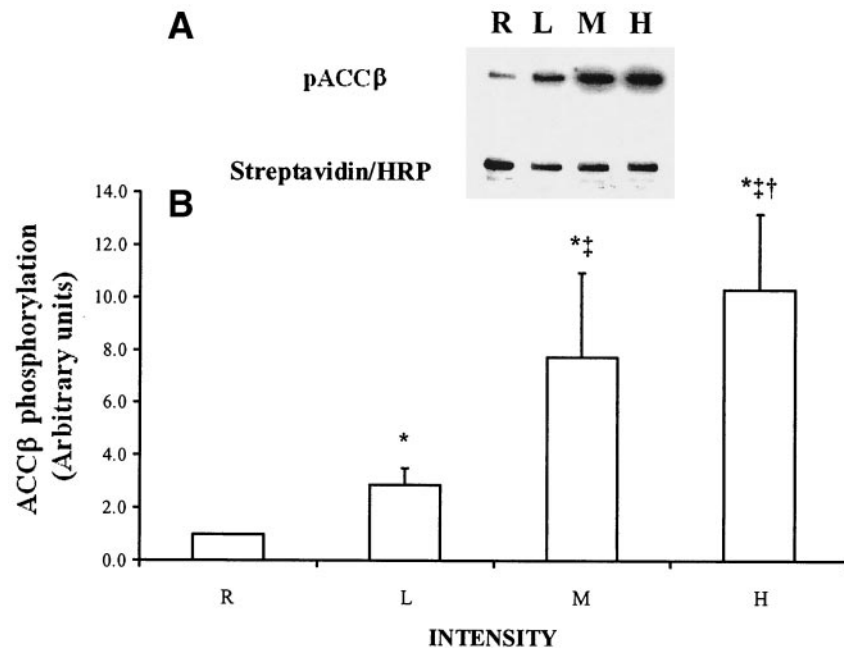 A
R L M H
pACCβ
Streptavidin/HRP
B
ACCβ phosphorylation
(Arbitrary units)
14.0
12.0
10.0
8.0
6.0
4.0
2.0
0.0
*
*‡
*‡†
R L M H
INTENSITY